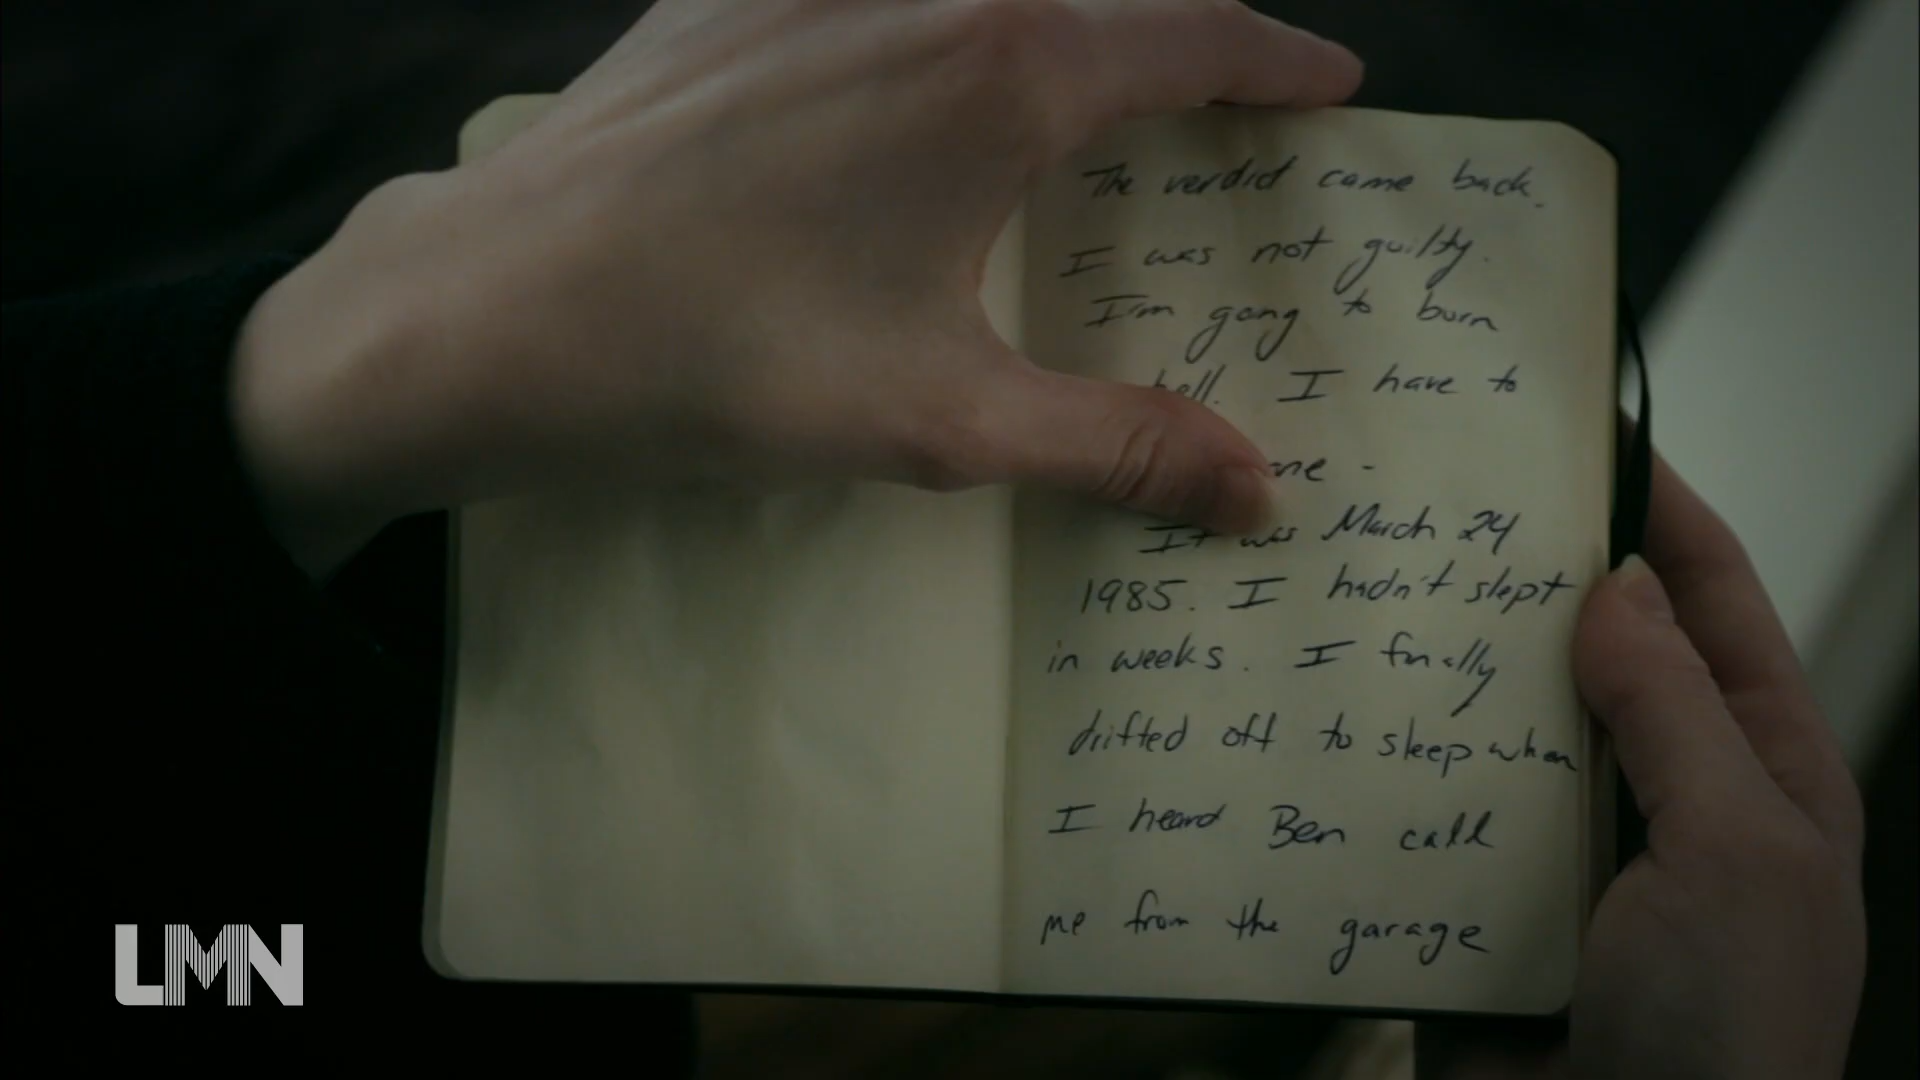 The verdict came back.
I was not guilty.
I'm going to burn
hell. I have to
It was March 24
1985. I hadn't slept
in weeks. I finally
drifted off to sleep when
I heard Ben call
me from the garage
LMN